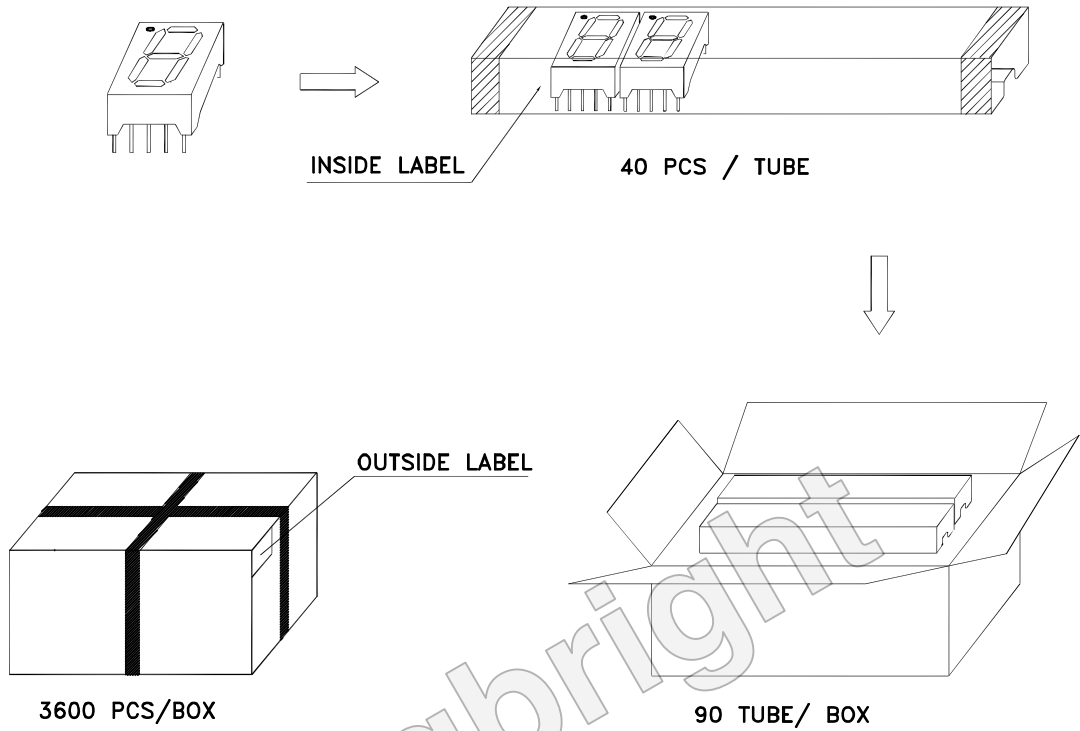 INSIDE LABEL
40 PCS / TUBE
OUTSIDE LABEL
3600 PCS/BOX
90 TUBE/ BOX